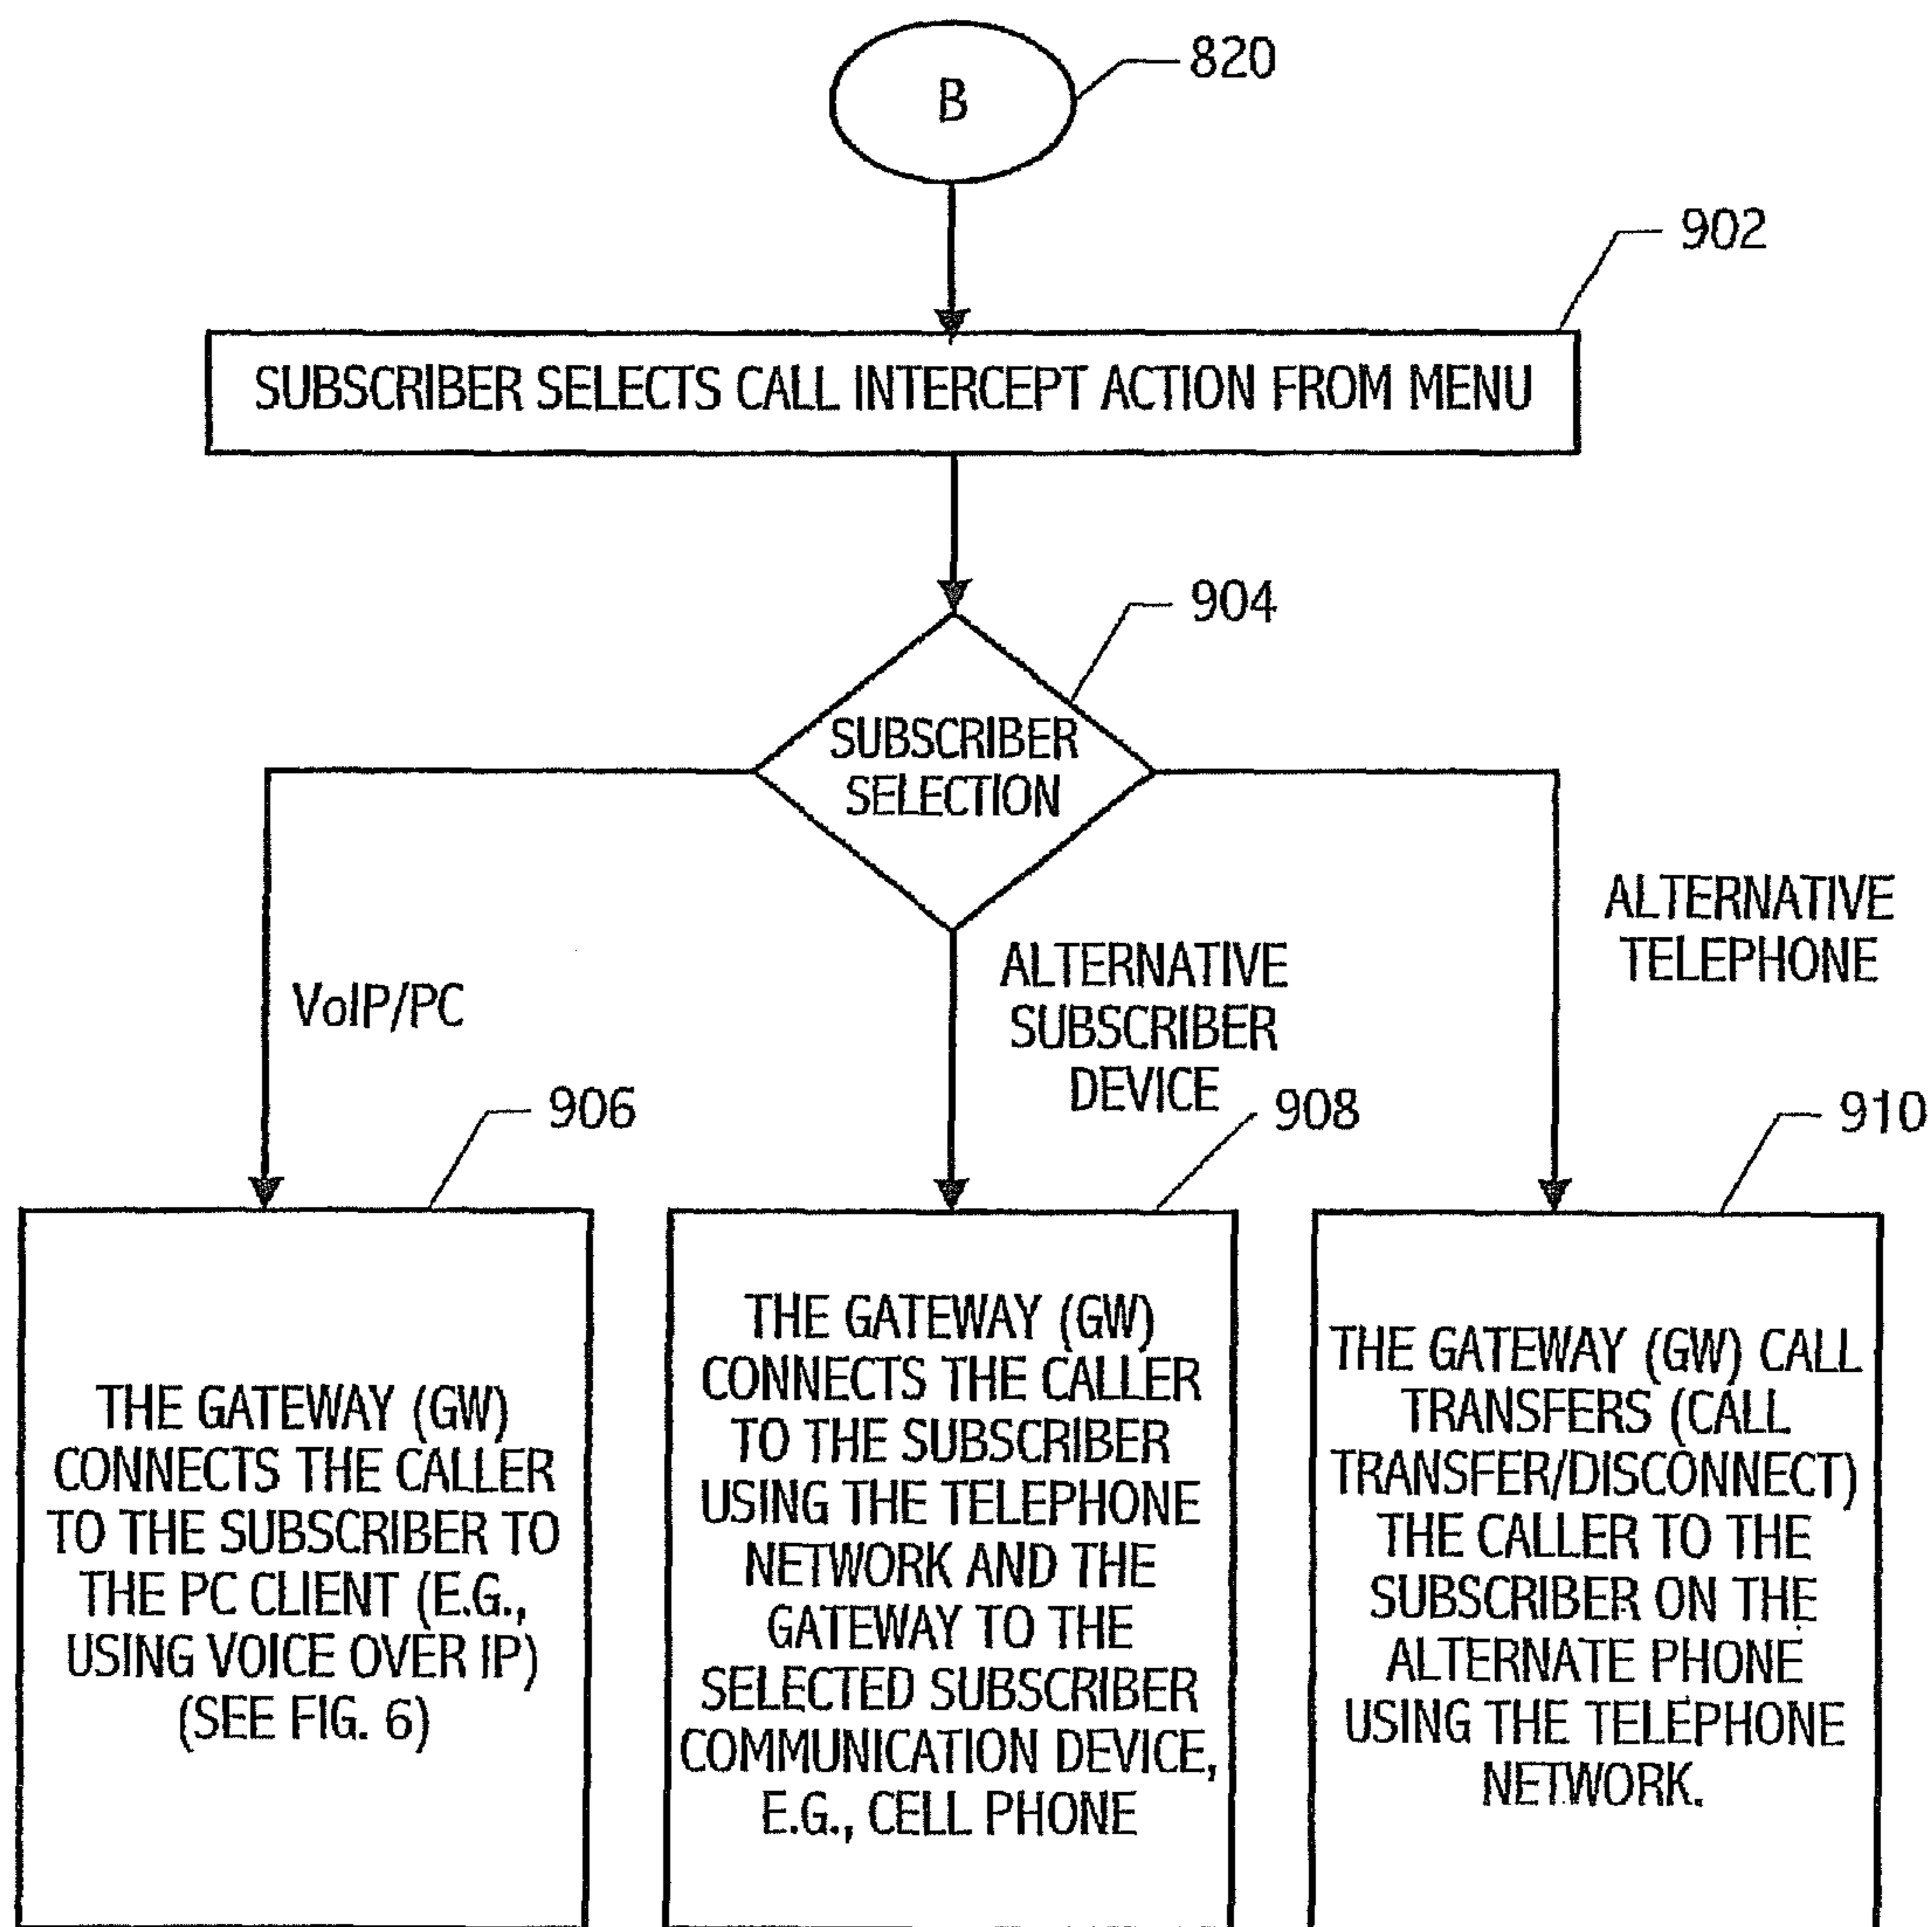 B
820
902
SUBSCRIBER SELECTS CALL INTERCEPT ACTION FROM MENU
904
SUBSCRIBER
SELECTION
VoIP/PC
ALTERNATIVE
SUBSCRIBER
DEVICE
ALTERNATIVE
TELEPHONE
906
THE GATEWAY (GW)
CONNECTS THE CALLER
TO THE SUBSCRIBER TO
THE PC CLIENT (E.G.,
USING VOICE OVER IP)
(SEE FIG. 6)
908
THE GATEWAY (GW)
CONNECTS THE CALLER
TO THE SUBSCRIBER
USING THE TELEPHONE
NETWORK AND THE
GATEWAY TO THE
SELECTED SUBSCRIBER
COMMUNICATION DEVICE,
E.G., CELL PHONE
910
THE GATEWAY (GW) CALL
TRANSFERS (CALL
TRANSFER/DISCONNECT)
THE CALLER TO THE
SUBSCRIBER ON THE
ALTERNATE PHONE
USING THE TELEPHONE
NETWORK.